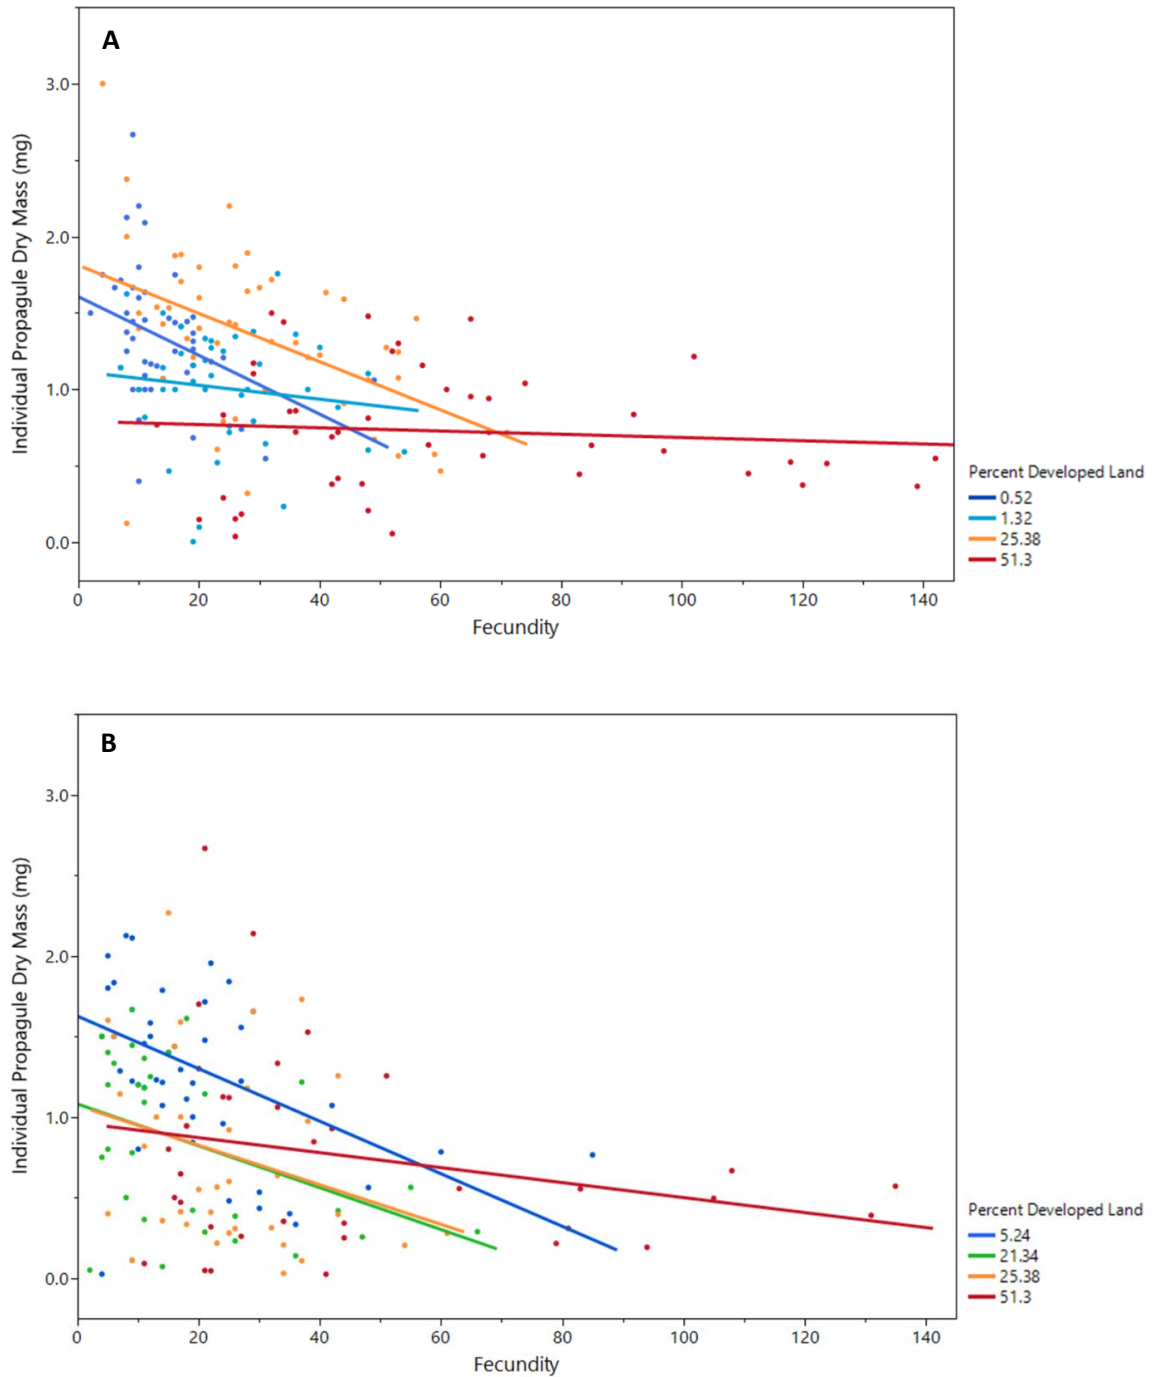 A
3.0
2.0
1.0
0.0
Individual Propagule Dry Mass (mg)
0 20 40 60 80 100 120 140
Fecundity
Percent Developed Land
0.52
1.32
25.38
51.3
B
3.0
2.0
1.0
0.0
Individual Propagule Dry Mass (mg)
0 20 40 60 80 100 120 140
Fecundity
Percent Developed Land
5.24
21.34
25.38
51.3